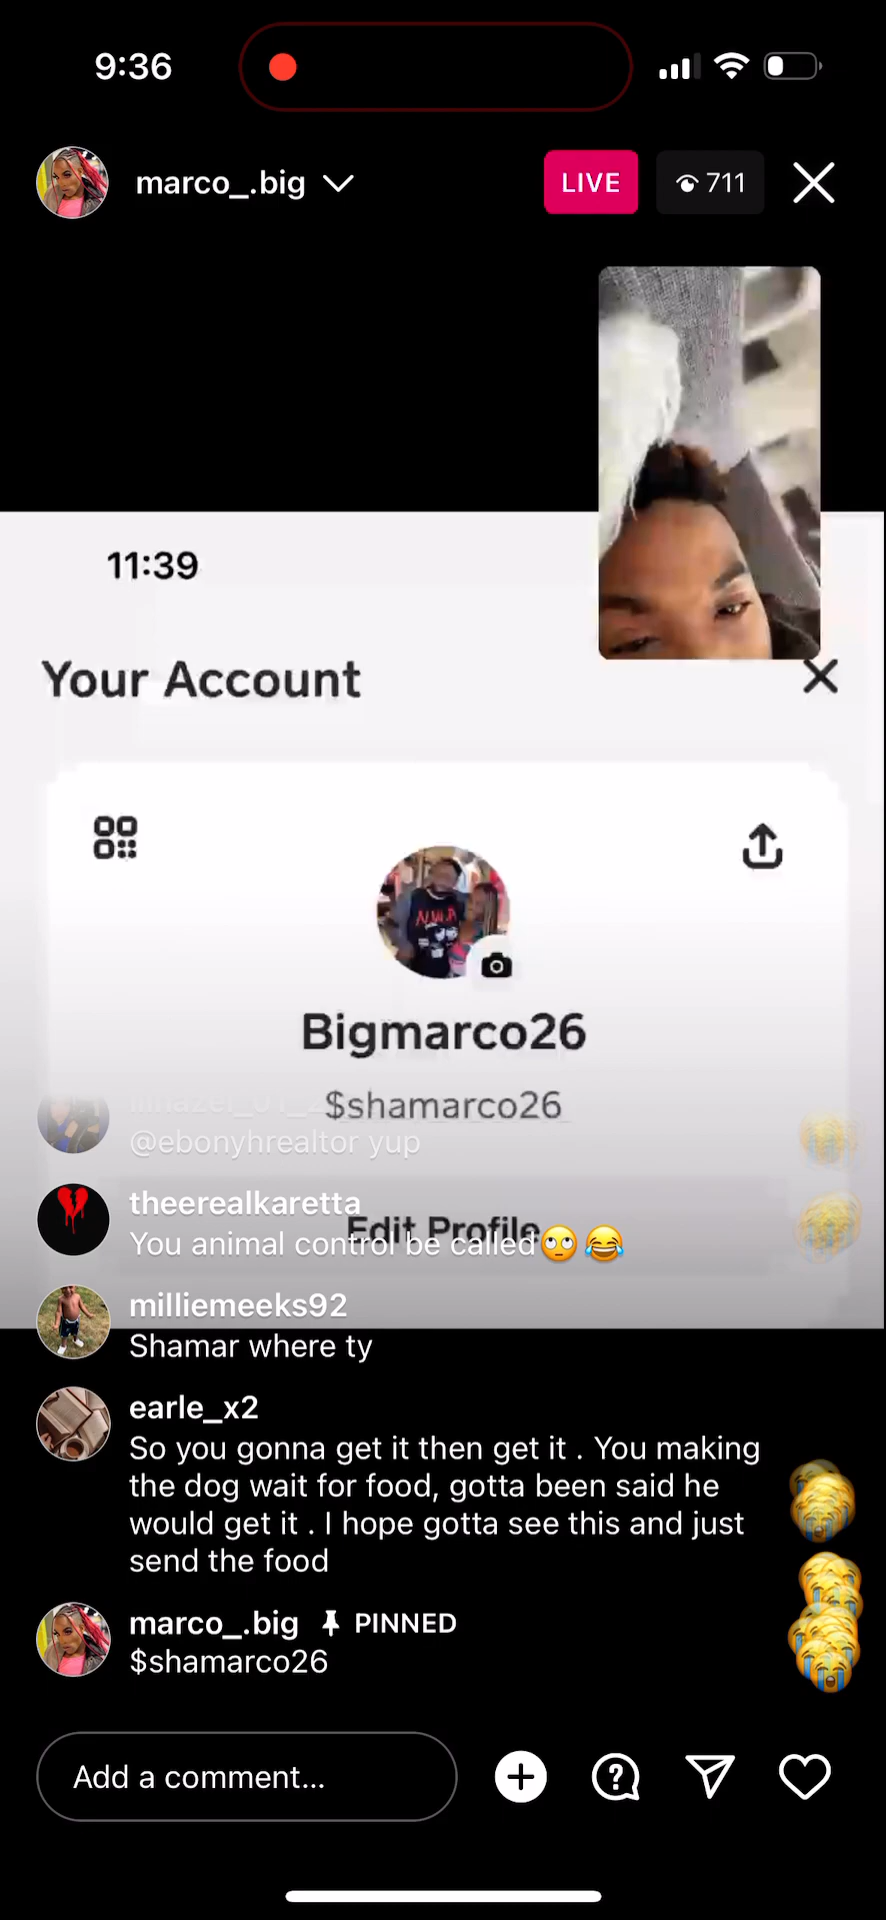 9:36
marco_.big
LIVE
711
11:39
Your Account
N.W.A
Bigmarco26
$shamarco26
@ebonyhrealtor yup
theerealkaretta
Edit Profile
You animal control be called🙄😂
milliemeeks92
Shamar where ty
earle_x2
So you gonna get it then get it . You making
the dog wait for food, gotta been said he
would get it . I hope gotta see this and just
send the food
marco_.big PINNED
$shamarco26
Add a comment...